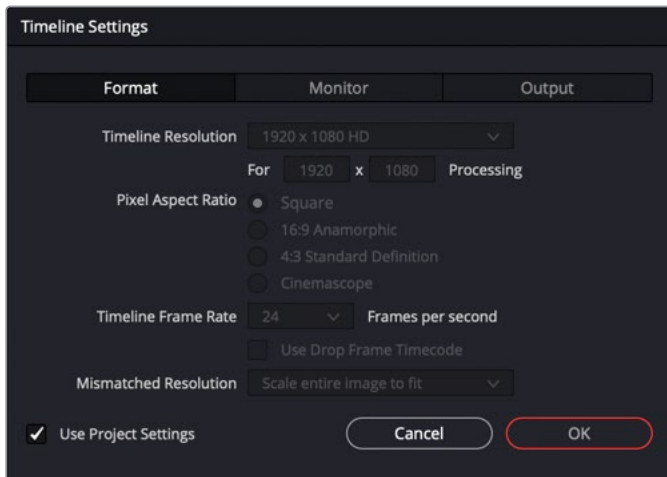 Timeline Settings
Format Monitor Output
Timeline Resolution 1920 x 1080 HD
For 1920 x 1080 Processing
Pixel Aspect Ratio Square
16:9 Anamorphic
4:3 Standard Definition
Cinemascope
Timeline Frame Rate 24 Frames per second
Use Drop Frame Timecode
Mismatched Resolution Scale entire image to fit
Use Project Settings Cancel OK